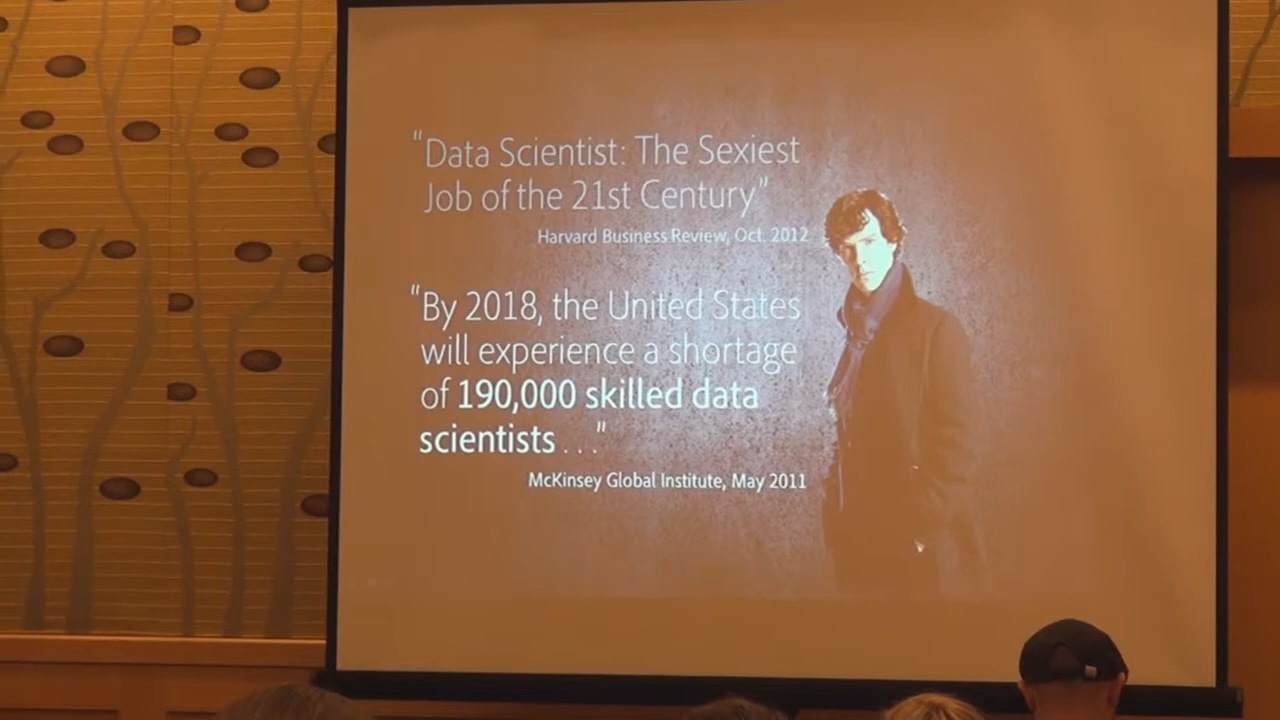 "Data Scientist: The Sexiest
Job of the 21st Century"
Harvard Business Review, Oct. 2012
"By 2018, the United States
will experience a shortage
of 190,000 skilled data
scientists . . ."
McKinsey Global Institute, May 2011